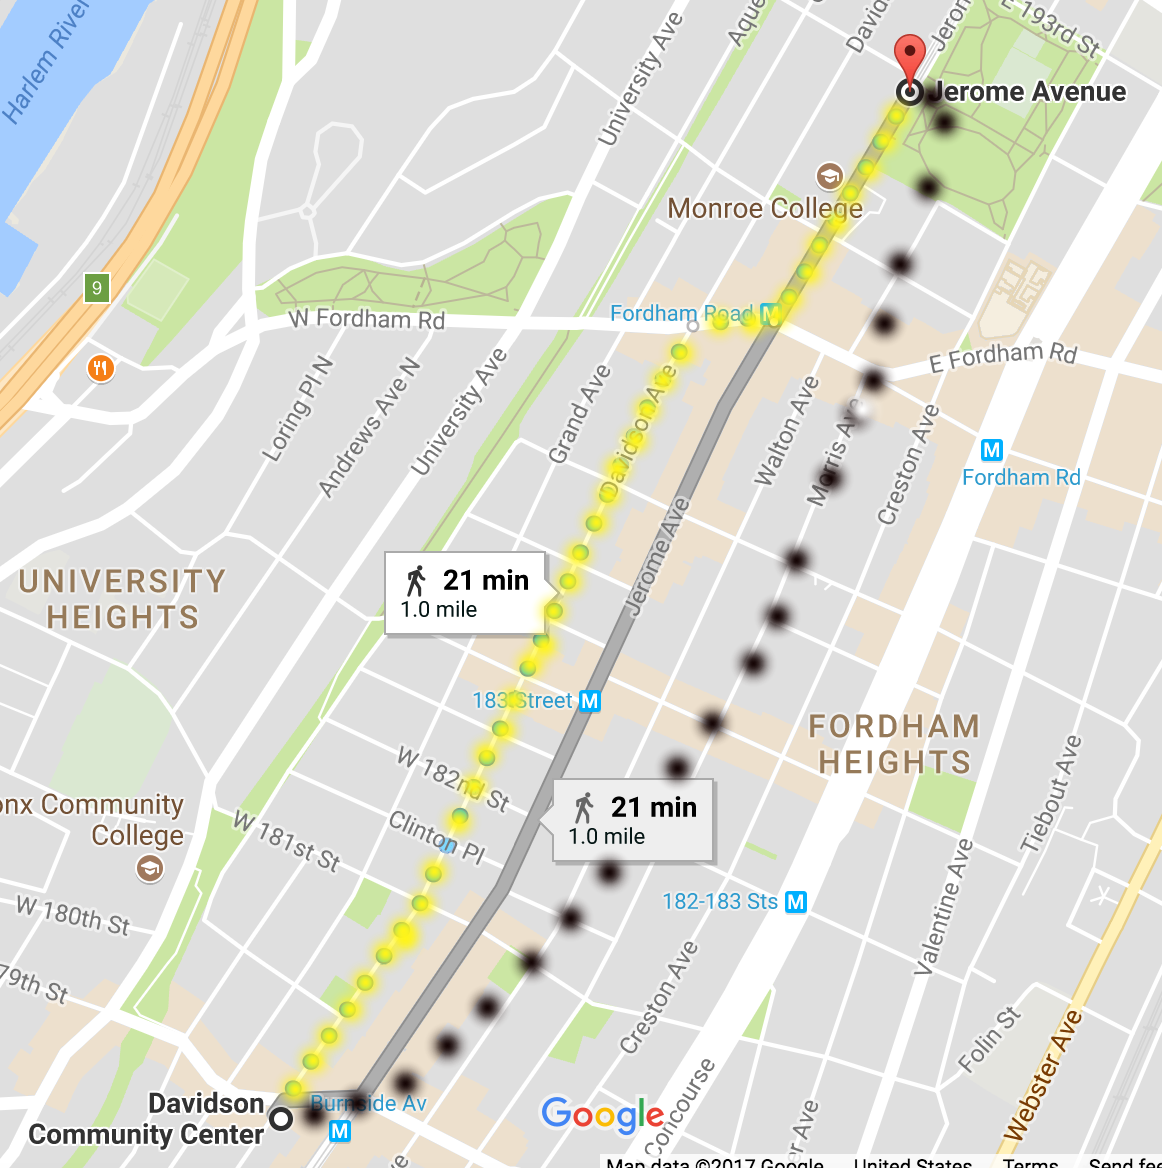 Harlem River
University Ave
Aque
David
Jeron
E 193rd St
Jerome Avenue
Monroe College
9
W Fordham Rd
Fordham Road
M
E Fordham Rd
Loring Pl N
Andrews Ave N
University Ave
Grand Ave
Davidson Ave
Walton Ave
Morris Ave
Creston Ave
M
Fordham Rd
Jerome Ave
21 min
1.0 mile
UNIVERSITY
HEIGHTS
183 Street
M
FORDHAM
HEIGHTS
W 182nd St
21 min
1.0 mile
Clinton Pl
W 181st St
onx Community
College
Tiebout Ave
W 180th St
182-183 Sts
M
Valentine Ave
79th St
Creston Ave
Folin St
Webster Ave
Davidson
Community Center
Burnside Av
M
Google
Concourse
er Ave
ve
Map data ©2017 Google
United States
Terms
Send fee